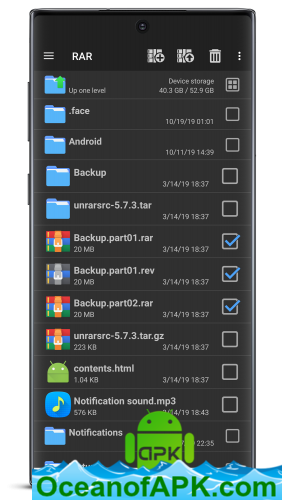 RAR
Device storage
Up one level
40.3 GB / 52.9 GB
.face
10/19/19 01:01
Android
10/11/19 14:39
Backup
3/14/19 18:37
unrarsrc-5.7.3.tar
3/14/19 18:37
Backup.part01.rar
20 MB
3/14/19 18:37
Backup.part01.rev
20 MB
3/14/19 18:37
Backup.part02.rar
20 MB
3/14/19 18:37
unrarsrc-5.7.3.tar.gz
223 KB
3/14/19 18:37
contents.html
1.04 KB
3/14/19 18:37
Notification sound.mp3
576 KB
3/14/19 18:43
Notifications
22:35
apk
OceanofAPK.com